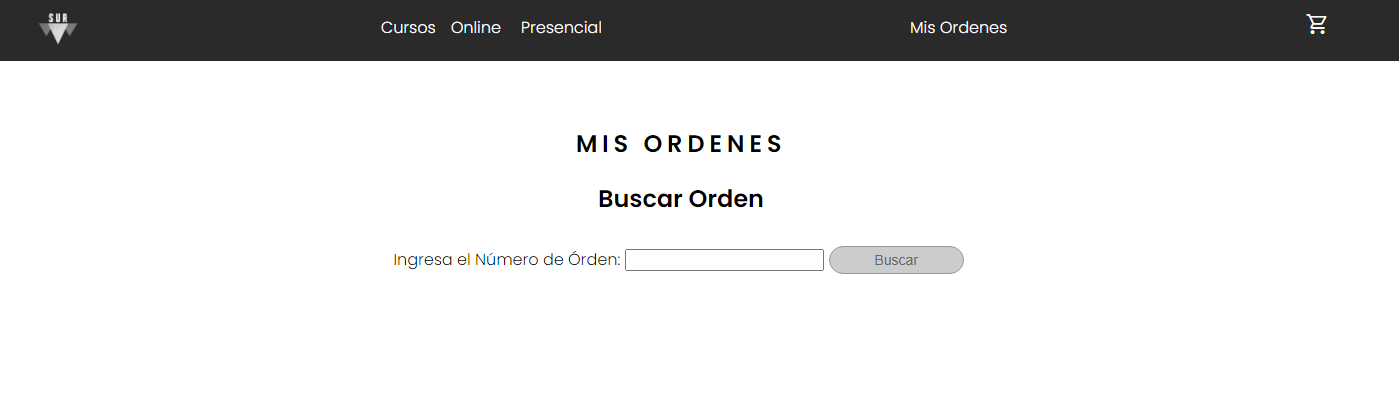 SUR
Cursos Online Presencial Mis Ordenes
MIS ORDENES
Buscar Orden
Ingresa el Número de Órden: Buscar